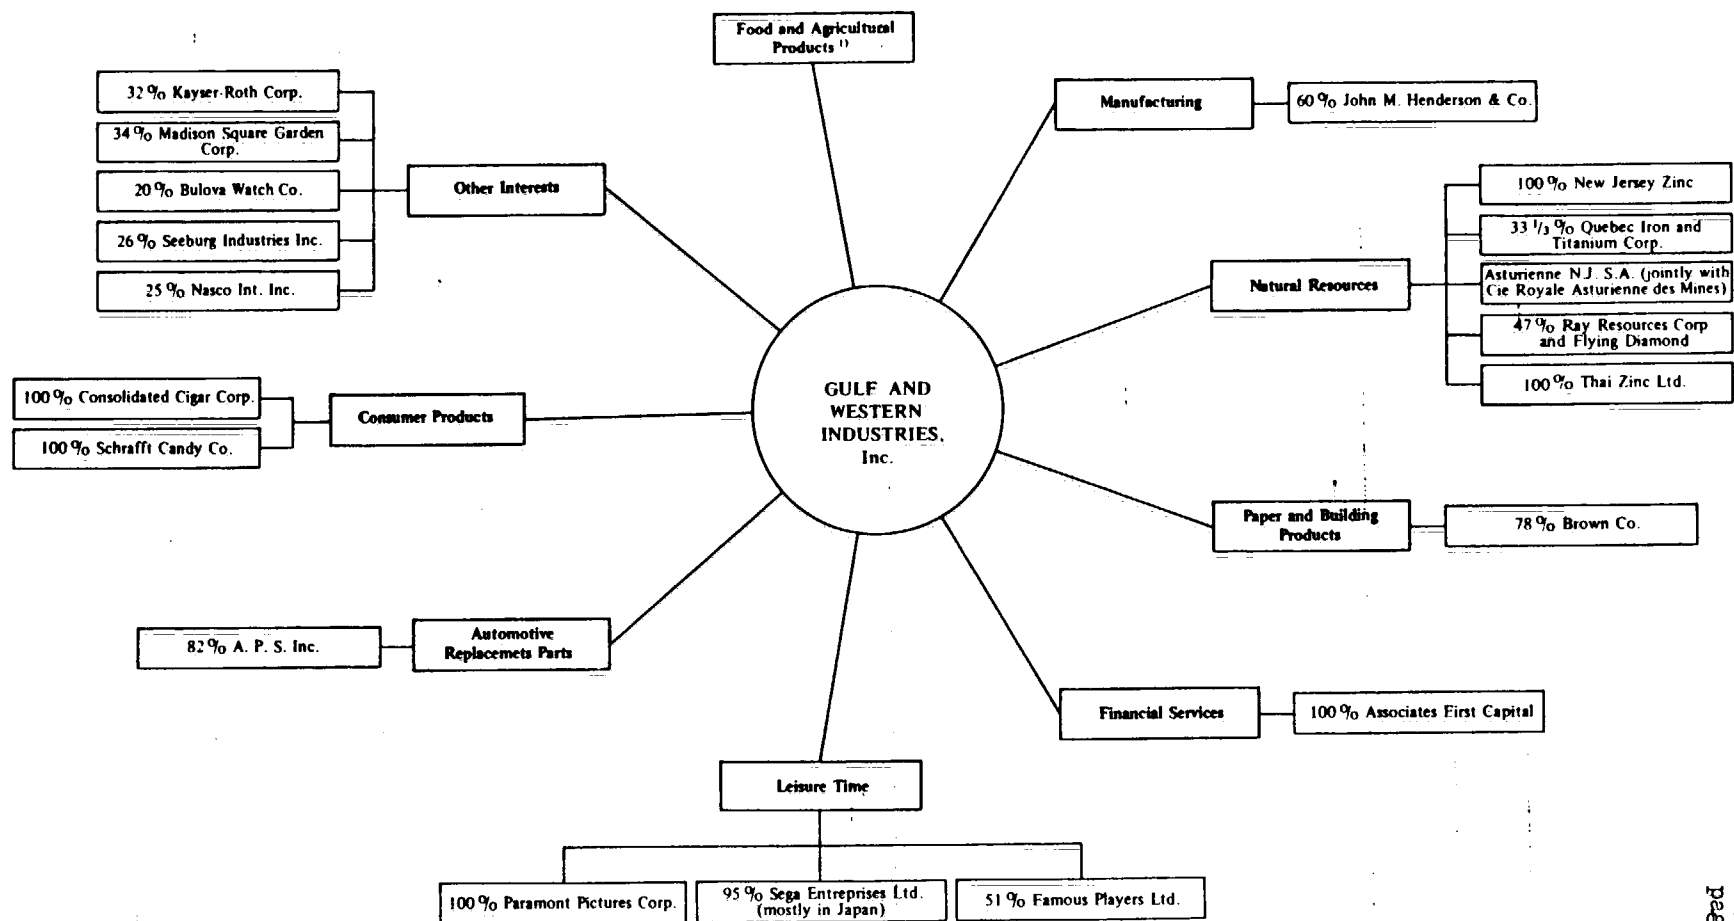 Food and Agricultural
Products ¹⁾
32% Kayser-Roth Corp.
34% Madison Square Garden
Corp.
20% Bulova Watch Co.
26% Seeburg Industries Inc.
25% Nasco Int. Inc.
Other Interests
Manufacturing
60% John M. Henderson & Co.
Natural Resources
100% New Jersey Zinc
33 1/3 % Quebec Iron and
Titanium Corp.
Asturienne N.J. S.A. (jointly with
Cie Royale Asturienne des Mines)
47% Ray Resources Corp
and Flying Diamond
100% Thai Zinc Ltd.
100% Consolidated Cigar Corp.
100% Schrafft Candy Co.
Consumer Products
GULF AND
WESTERN
INDUSTRIES,
Inc.
Paper and Building
Products
78% Brown Co.
82% A. P. S. Inc.
Automotive
Replacemets Parts
Financial Services
100% Associates First Capital
Leisure Time
100% Paramont Pictures Corp.
95% Sega Entreprises Ltd.
(mostly in Japan)
51% Famous Players Ltd.